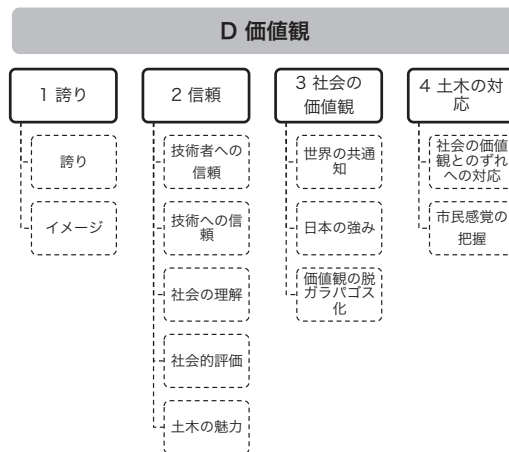 D 価値観
1 誇り
誇り
イメージ
2 信頼
技術者への
信頼
技術への信
頼
社会の理解
社会的評価
土木の魅力
3 社会の
価値観
世界の共通
知
日本の強み
価値観の脱
ガラパゴス
化
4 土木の対
応
社会の価値
観とのずれ
への対応
市民感覚の
把握